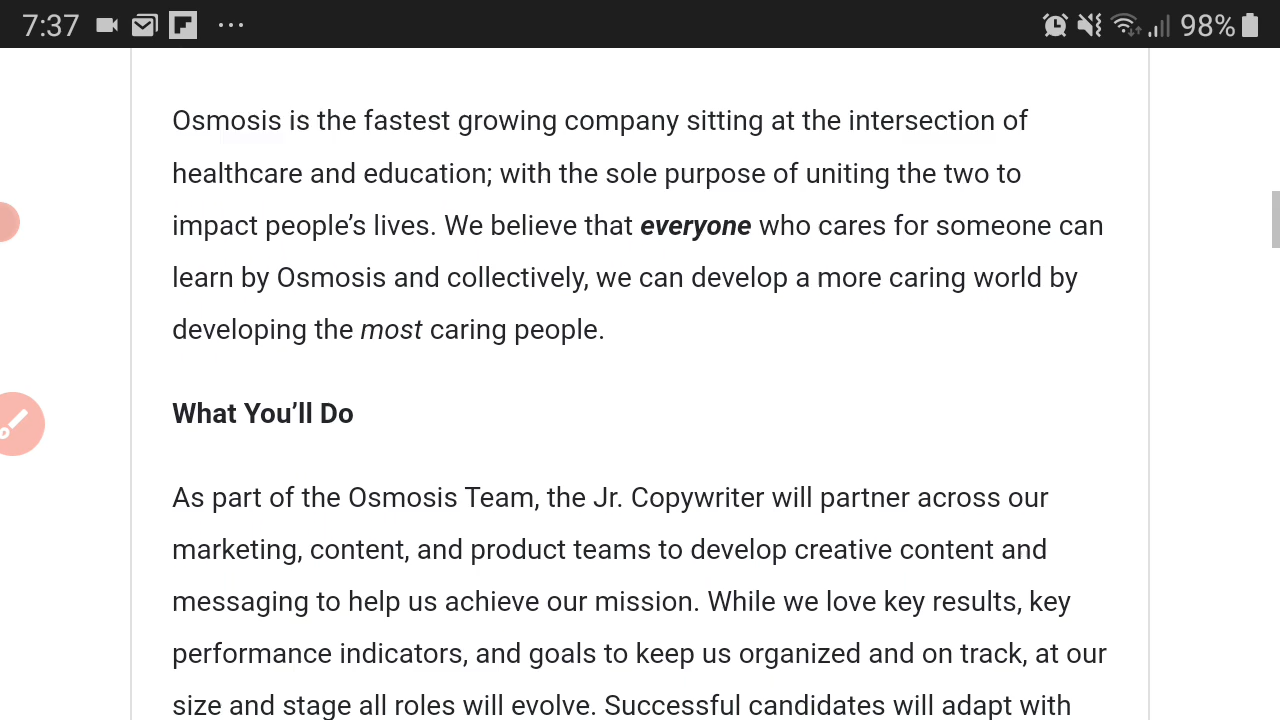 7:37 ... 98%
Osmosis is the fastest growing company sitting at the intersection of
healthcare and education; with the sole purpose of uniting the two to
impact people’s lives. We believe that everyone who cares for someone can
learn by Osmosis and collectively, we can develop a more caring world by
developing the most caring people.
What You’ll Do
As part of the Osmosis Team, the Jr. Copywriter will partner across our
marketing, content, and product teams to develop creative content and
messaging to help us achieve our mission. While we love key results, key
performance indicators, and goals to keep us organized and on track, at our
size and stage all roles will evolve. Successful candidates will adapt with